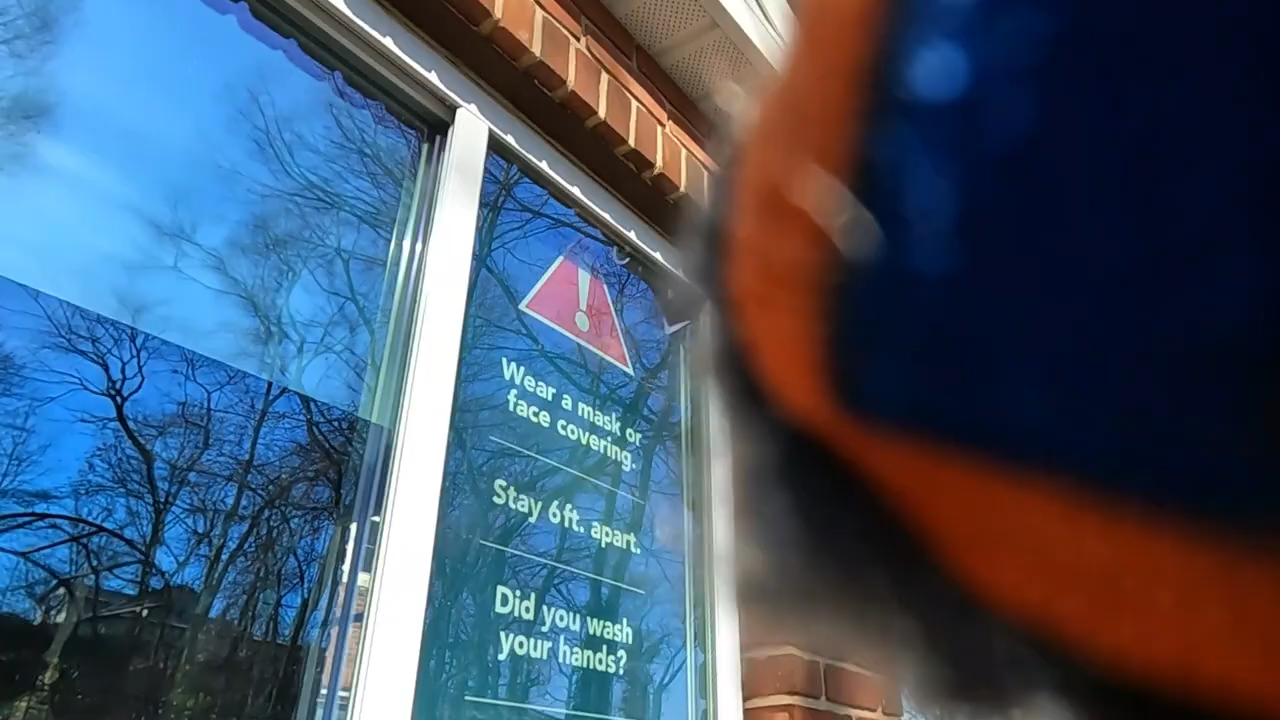 !
Wear a mask or
face covering.
Stay 6ft. apart.
Did you wash
your hands?